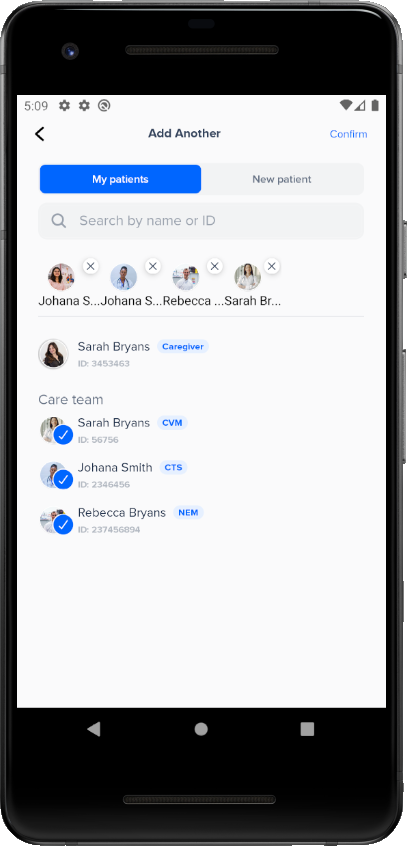 5:09
Add Another
Confirm
My patients
New patient
Search by name or ID
Johana S...Johana S...Rebecca ...Sarah Br...
Sarah Bryans Caregiver
ID: 3453463
Care team
Sarah Bryans CVM
ID: 56756
Johana Smith CTS
ID: 2346456
Rebecca Bryans NEM
ID: 237456894